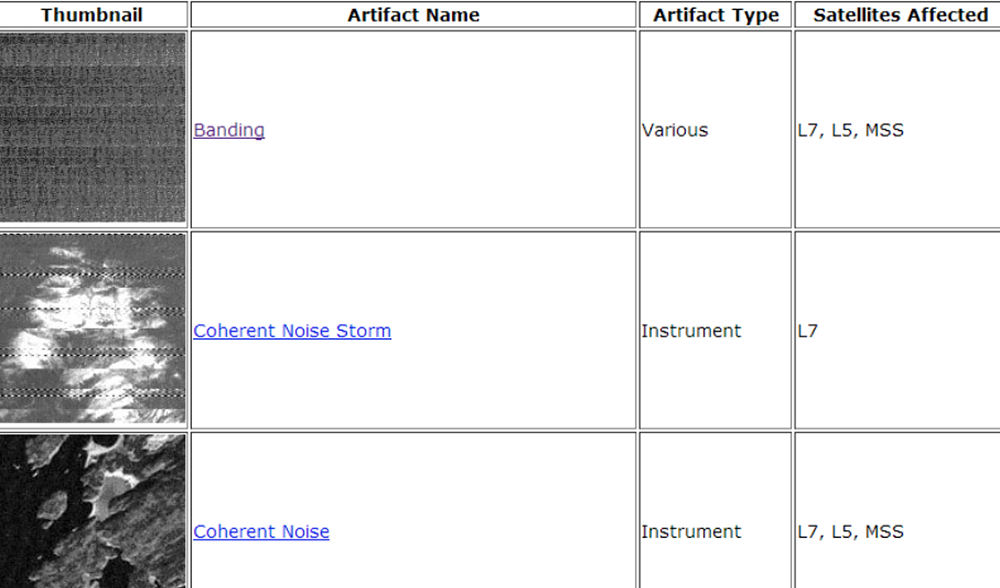 Thumbnail Artifact Name Artifact Type Satellites Affected
Banding Various L7, L5, MSS
Coherent Noise Storm Instrument L7
Coherent Noise Instrument L7, L5, MSS